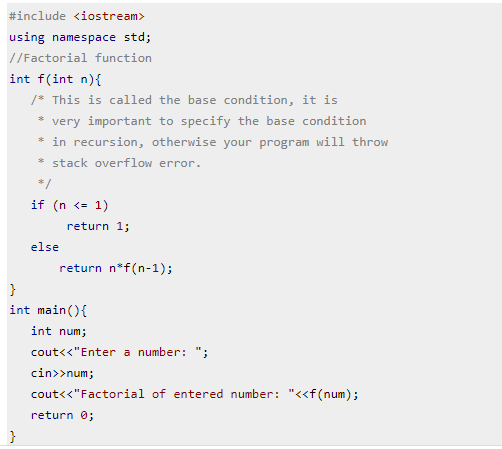 #include <iostream>
using namespace std;
//Factorial function
int f(int n){
   /* This is called the base condition, it is
    * very important to specify the base condition
    * in recursion, otherwise your program will throw
    * stack overflow error.
    */
   if (n <= 1)
        return 1;
   else
       return n*f(n-1);
}
int main(){
   int num;
   cout<<"Enter a number: ";
   cin>>num;
   cout<<"Factorial of entered number: "<<f(num);
   return 0;
}